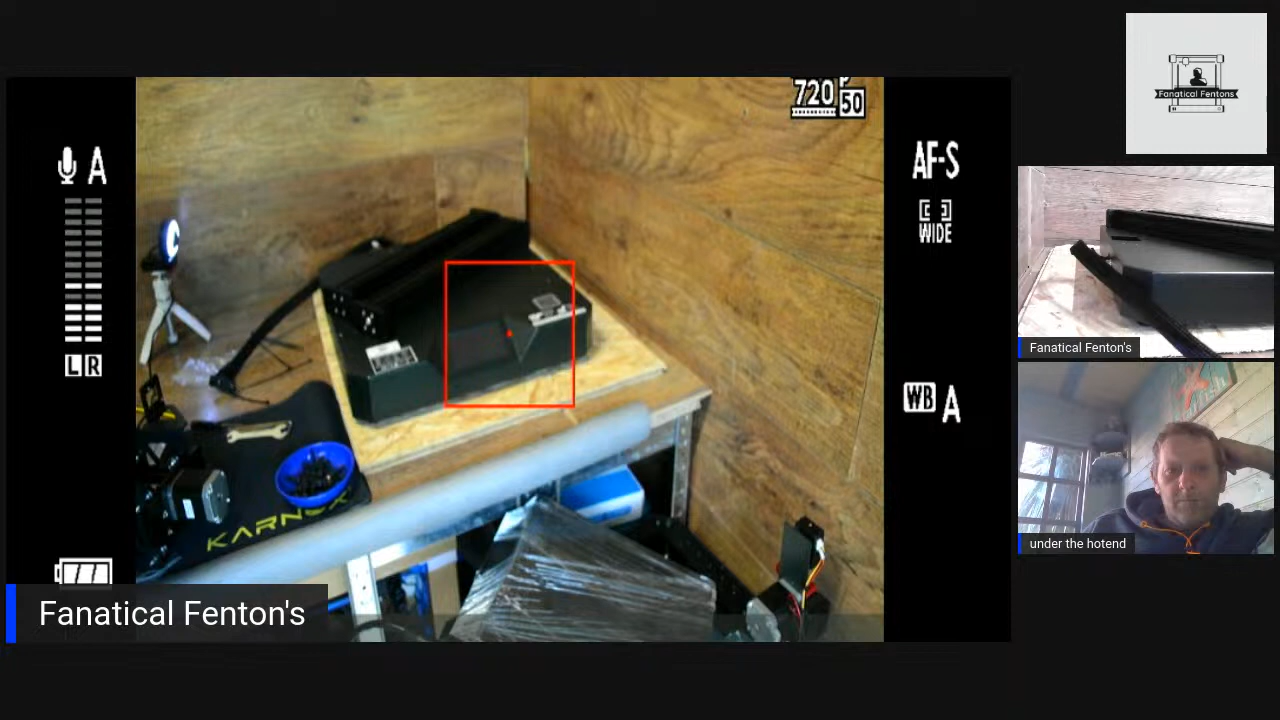 720 P
50
Fanatical Fentons
A
AF-S
WIDE
L R
Fanatical Fenton's
WB A
under the hotend
KARNOX
Fanatical Fenton's